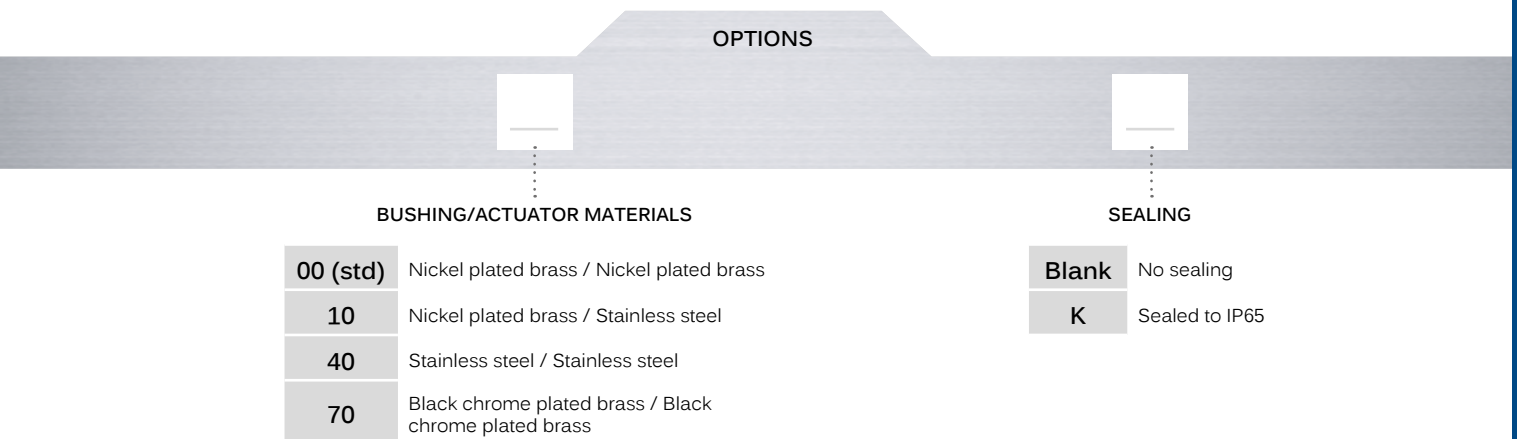 OPTIONS
BUSHING/ACTUATOR MATERIALS
00 (std) Nickel plated brass / Nickel plated brass
10 Nickel plated brass / Stainless steel
40 Stainless steel / Stainless steel
70 Black chrome plated brass / Black
chrome plated brass
SEALING
Blank No sealing
K Sealed to IP65